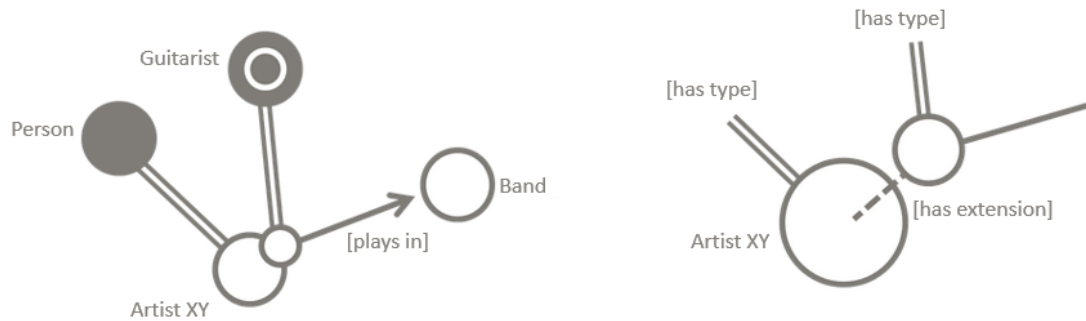 Guitarist
Person
Band
[plays in]
Artist XY
[has type]
[has type]
[has extension]
Artist XY